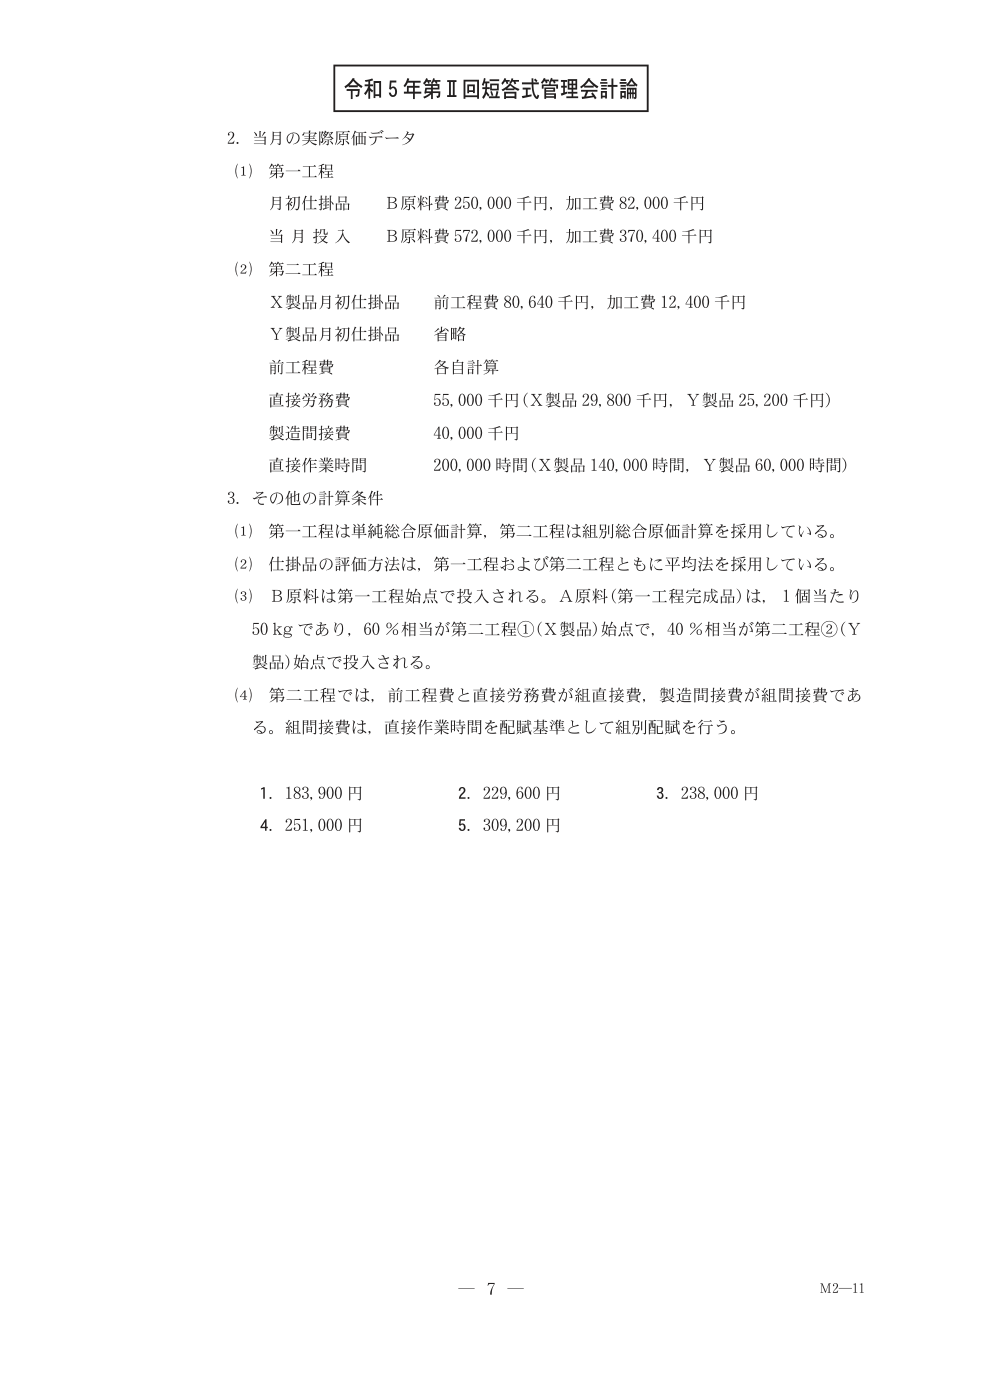 令和5年第Ⅱ回短答式管理会計論
2. 当月の実際原価データ
⑴ 第一工程
月初仕掛品 B原料費 250,000 千円，加工費 82,000 千円
当月投入 B原料費 572,000 千円，加工費 370,400 千円
⑵ 第二工程
X製品月初仕掛品 前工程費 80,640 千円，加工費 12,400 千円
Y製品月初仕掛品 省略
前工程費 各自計算
直接労務費 55,000 千円（X製品 29,800 千円，Y製品 25,200 千円）
製造間接費 40,000 千円
直接作業時間 200,000 時間（X製品 140,000 時間，Y製品 60,000 時間）
3. その他の計算条件
⑴ 第一工程は単純総合原価計算，第二工程は組別総合原価計算を採用している。
⑵ 仕掛品の評価方法は，第一工程および第二工程ともに平均法を採用している。
⑶ B原料は第一工程始点で投入される。A原料（第一工程完成品）は，1個当たり
50 kg であり，60 %相当が第二工程①（X製品）始点で，40 %相当が第二工程②（Y
製品）始点で投入される。
⑷ 第二工程では，前工程費と直接労務費が組直接費，製造間接費が組間接費であ
る。組間接費は，直接作業時間を配賦基準として組別配賦を行う。
1. 183,900 円 2. 229,600 円 3. 238,000 円
4. 251,000 円 5. 309,200 円
― 7 ― M2―11